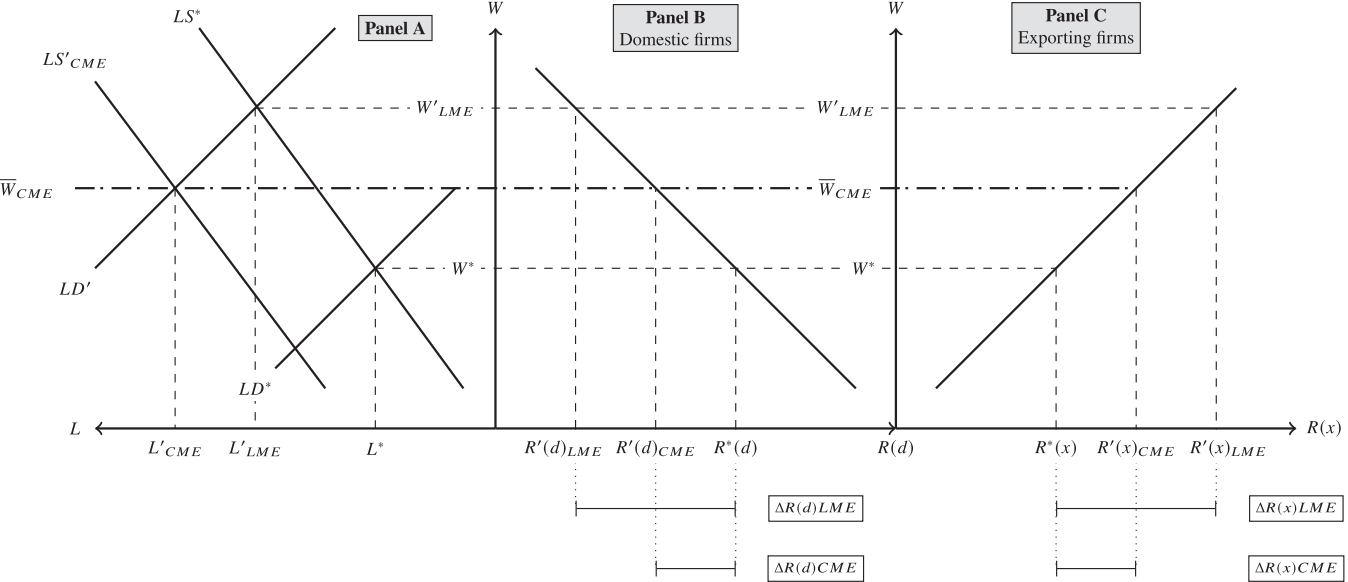 W
W
LS*
Panel A
Panel B
Domestic firms
Panel C
Exporting firms
LS′CME
W′LME
W′LME
W̅CME
W̅CME
W*
W*
LD′
LD*
L
R(x)
L′CME
L′LME
L*
R′(d)LME
R′(d)CME
R*(d)
R(d)
R*(x)
R′(x)CME
R′(x)LME
ΔR(d)LME
ΔR(x)LME
ΔR(d)CME
ΔR(x)CME